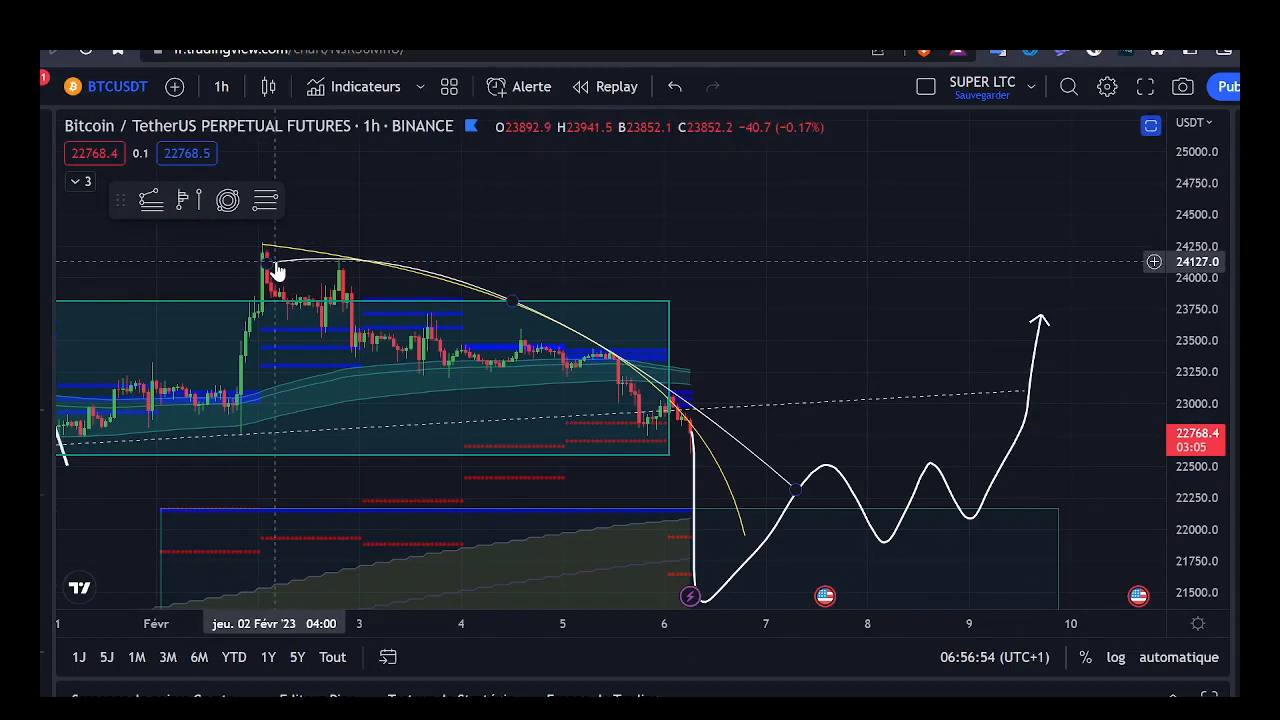 1
BTCUSDT
1h
Indicateurs
Alerte
Replay
SUPER LTC
Sauvegarder
Pub
Bitcoin / TetherUS PERPETUAL FUTURES · 1h · BINANCE
O23892.9 H23941.5 B23852.1 C23852.2 −40.7 (−0.17%)
USDT
22768.4 0.1 22768.5
3
25000.0
24750.0
24500.0
24250.0
24127.0
24000.0
23750.0
23500.0
23250.0
23000.0
22768.4
03:05
22500.0
22250.0
22000.0
21750.0
21500.0
1 Févr jeu. 02 Févr '23 04:00 3 4 5 6 7 8 9 10
1J 5J 1M 3M 6M YTD 1Y 5Y Tout
06:56:54 (UTC+1) % log automatique